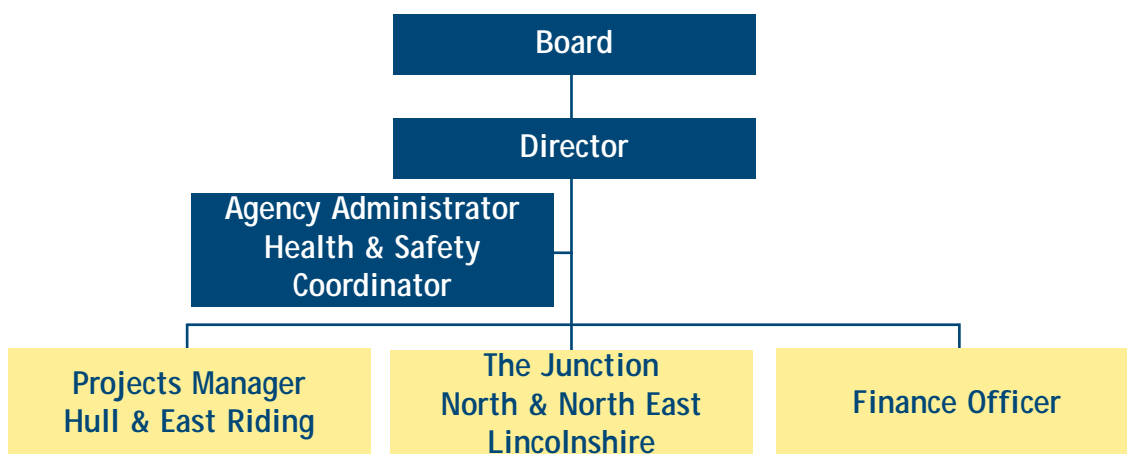 Board
Director
Agency Administrator
Health & Safety
Coordinator
Projects Manager
Hull & East Riding
The Junction
North & North East
Lincolnshire
Finance Officer